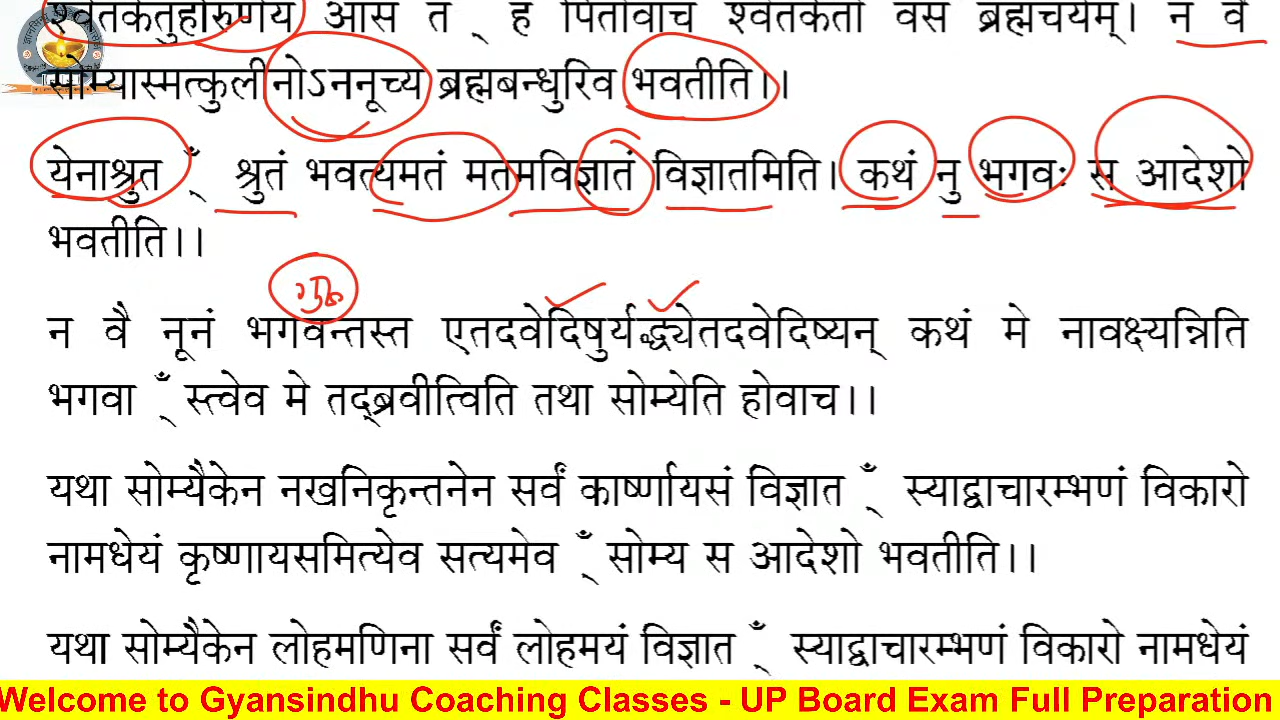 श्वेतकेतुर्हारुणेय आस त ् ह पितोवाच श्वेतकेतो वस ब्रह्मचर्यम्। न वै
सोम्यास्मत्कुलीनोऽननूच्य ब्रह्मबन्धुरिव भवतीति।।
येनाश्रुत ्ँ श्रुतं भवत्यमतं मतमविज्ञातं विज्ञातमिति। कथं नु भगवः स आदेशो
भवतीति।।
न वै नूनं भगवन्तस्त एतदवेदिषुर्यद्ध्येतदवेदिष्यन् कथं मे नावक्ष्यन्निति
भगवा ्ँ स्त्वेव मे तद्ब्रवीत्विति तथा सोम्येति होवाच।।
यथा सोम्यैकेन नखनिकृन्तनेन सर्वं कार्ष्णायसं विज्ञात ्ँ स्याद्वाचारम्भणं विकारो
नामधेयं कृष्णायसमित्येव सत्यमेव ्ँ सोम्य स आदेशो भवतीति।।
यथा सोम्यैकेन लोहमणिना सर्वं लोहमयं विज्ञात ्ँ स्याद्वाचारम्भणं विकारो नामधेयं
Welcome to Gyansindhu Coaching Classes - UP Board Exam Full Preparation